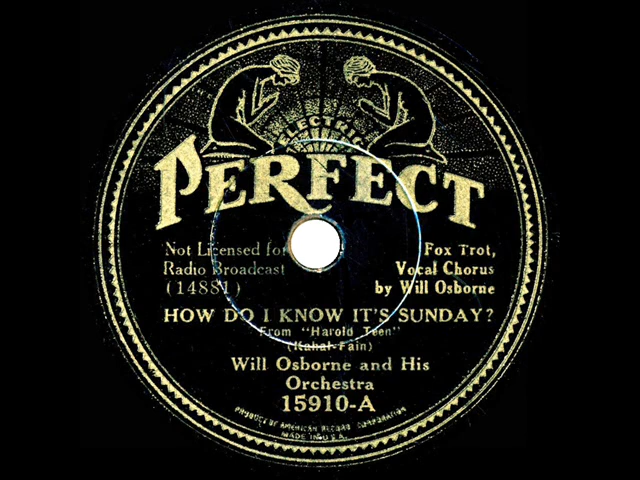 ELECTRIC
PERFECT
Not Licensed for
Radio Broadcast
(14881)
Fox Trot,
Vocal Chorus
by Will Osborne
HOW DO I KNOW IT'S SUNDAY?
From "Harold Teen"
(Kahal-Fain)
Will Osborne and His
Orchestra
15910-A
PRODUCT OF AMERICAN RECORD CORPORATION
MADE IN U.S.A.